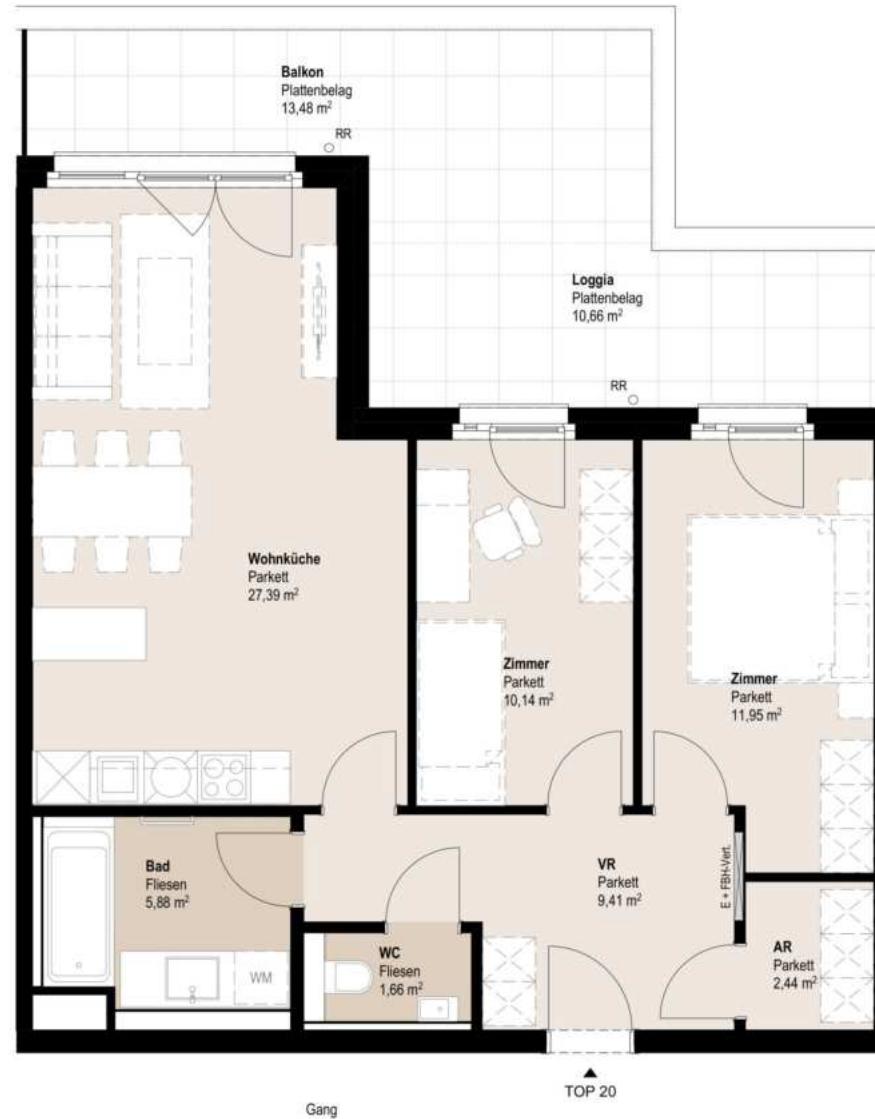 Balkon
Plattenbelag
13,48 m²
RR
Loggia
Plattenbelag
10,66 m²
RR
Wohnküche
Parkett
27,39 m²
Zimmer
Parkett
10,14 m²
Zimmer
Parkett
11,95 m²
Bad
Fliesen
5,88 m²
WM
WC
Fliesen
1,66 m²
VR
Parkett
9,41 m²
E + FBH-Vert.
AR
Parkett
2,44 m²
TOP 20
Gang